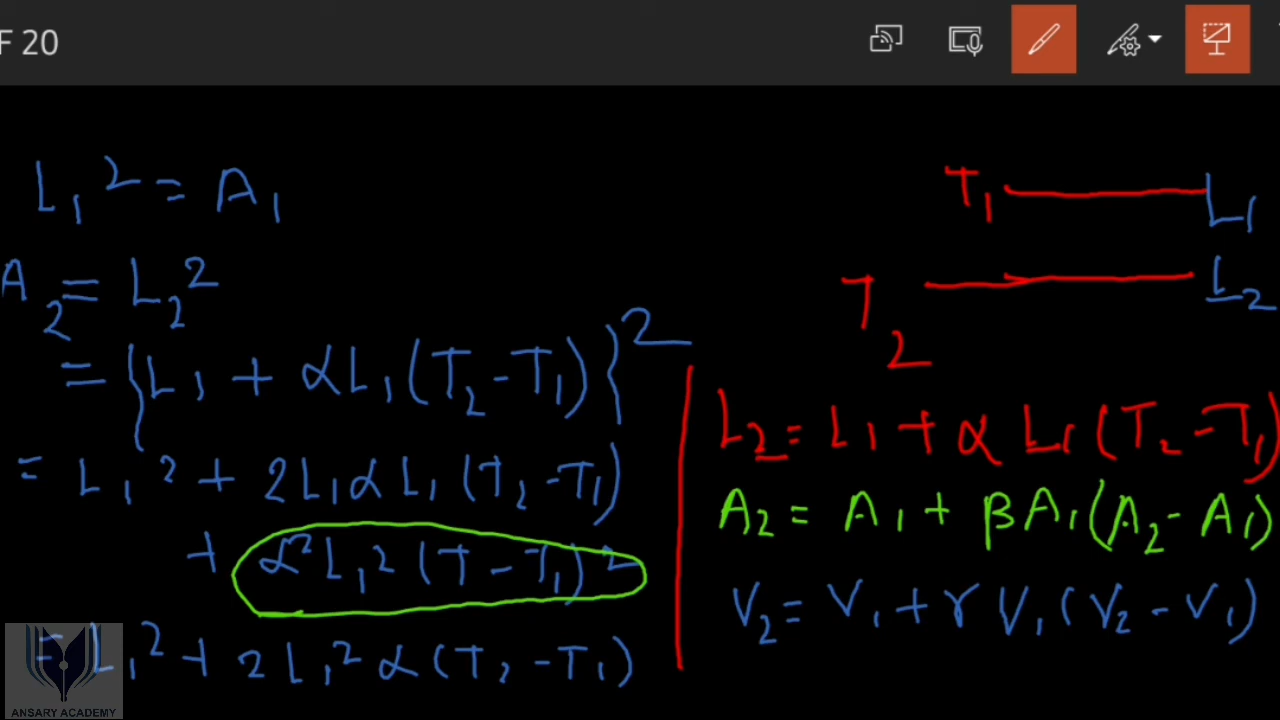 F 20
L₁² = A₁
A₂ = L₂²
= {L₁ + αL₁(T₂ - T₁)}²
= L₁² + 2L₁αL₁(T₂ - T₁)
+ α²L₁²(T - T₁)²
= L₁² + 2L₁²α(T₂ - T₁)
T₁ L₁
T₂ L₂
L₂ = L₁ + αL₁(T₂ - T₁)
A₂ = A₁ + βA₁(A₂ - A₁)
V₂ = V₁ + γV₁(V₂ - V₁)
ANSARY ACADEMY